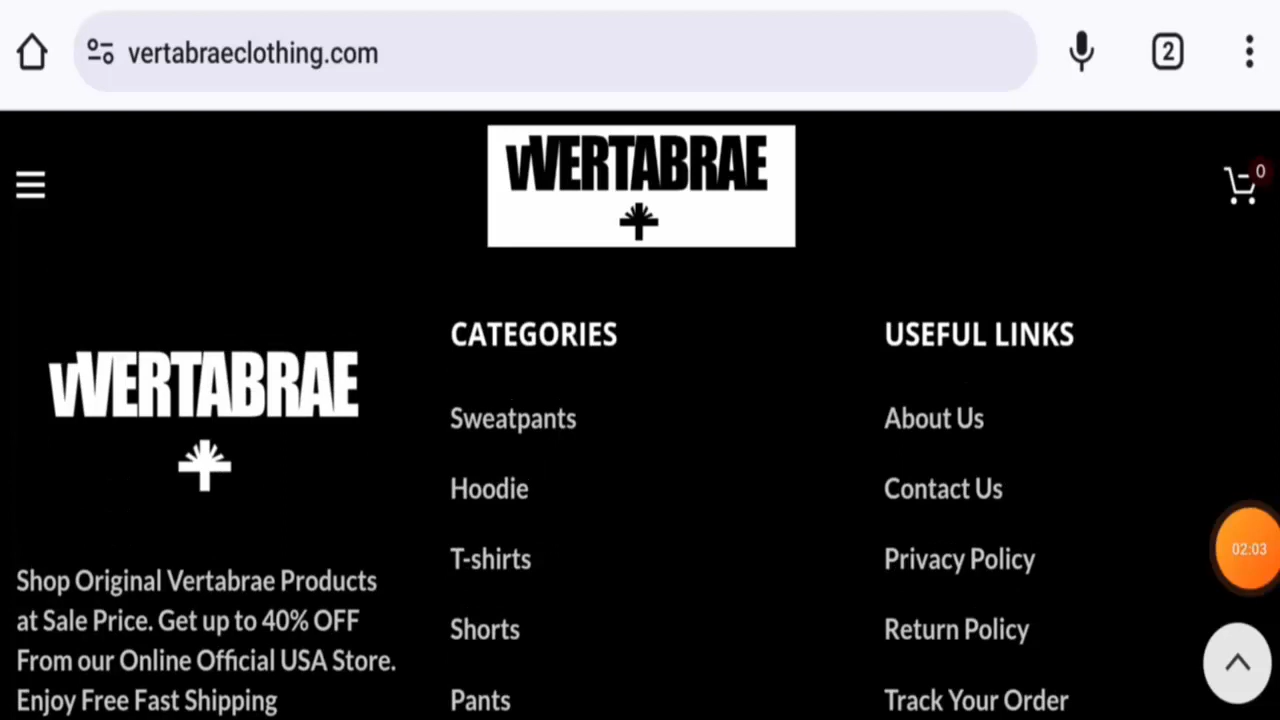 vertabraeclothing.com
2
VVERTABRAE
0
VVERTABRAE
Shop Original Vertabrae Products
at Sale Price. Get up to 40% OFF
From our Online Official USA Store.
Enjoy Free Fast Shipping
CATEGORIES
Sweatpants
Hoodie
T-shirts
Shorts
Pants
USEFUL LINKS
About Us
Contact Us
Privacy Policy
Return Policy
Track Your Order
02:03